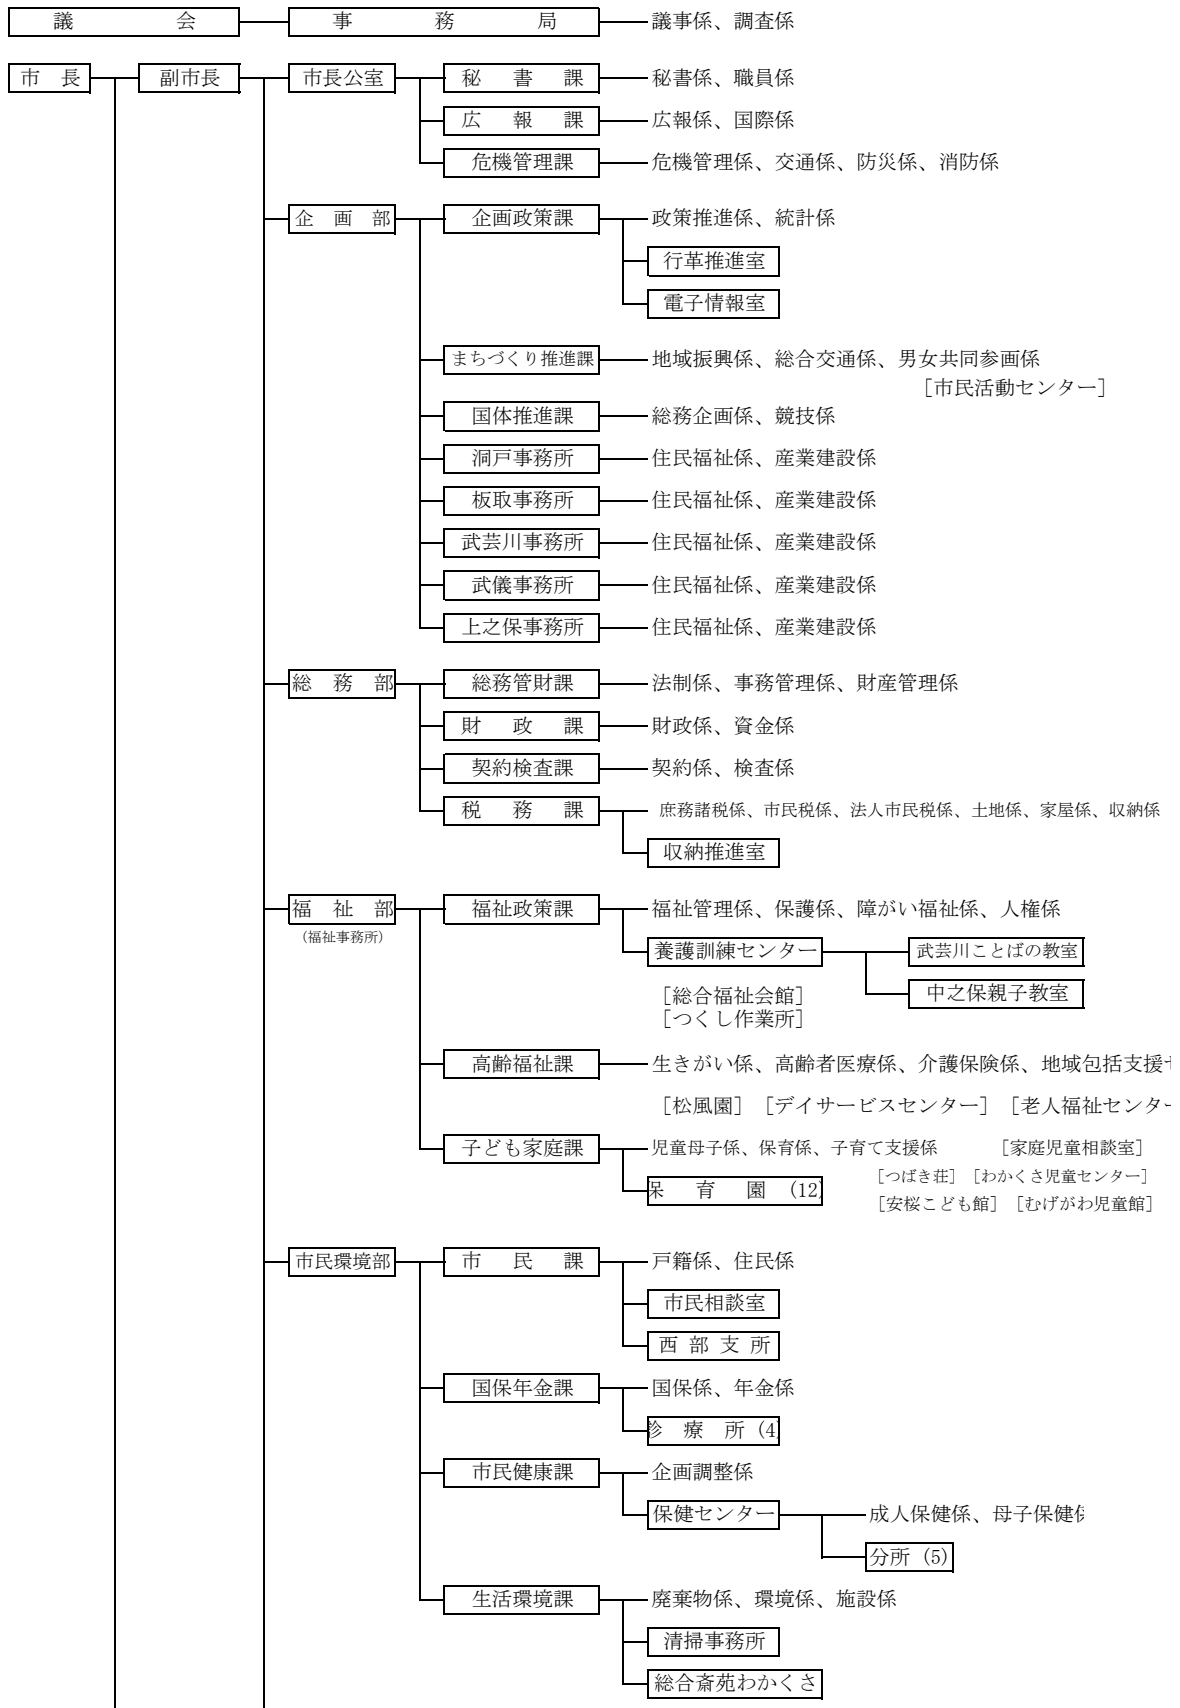 議会 事務局 議事係、調査係
市長 副市長 市長公室 秘書課 秘書係、職員係
広報課 広報係、国際係
危機管理課 危機管理係、交通係、防災係、消防係
企画部 企画政策課 政策推進係、統計係
行革推進室
電子情報室
まちづくり推進課 地域振興係、総合交通係、男女共同参画係
［市民活動センター］
国体推進課 総務企画係、競技係
洞戸事務所 住民福祉係、産業建設係
板取事務所 住民福祉係、産業建設係
武芸川事務所 住民福祉係、産業建設係
武儀事務所 住民福祉係、産業建設係
上之保事務所 住民福祉係、産業建設係
総務部 総務管財課 法制係、事務管理係、財産管理係
財政課 財政係、資金係
契約検査課 契約係、検査係
税務課 庶務諸税係、市民税係、法人市民税係、土地係、家屋係、収納係
収納推進室
福祉部 福祉政策課 福祉管理係、保護係、障がい福祉係、人権係
（福祉事務所） 養護訓練センター 武芸川ことばの教室
［総合福祉会館］ 中之保親子教室
［つくし作業所］
高齢福祉課 生きがい係、高齢者医療係、介護保険係、地域包括支援
［松風園］［デイサービスセンター］［老人福祉センター
子ども家庭課 児童母子係、保育係、子育て支援係 ［家庭児童相談室］
［つばき荘］［わかくさ児童センター］
保育園（12）
［安桜こども館］［むげがわ児童館］
市民環境部 市民課 戸籍係、住民係
市民相談室
西部支所
国保年金課 国保係、年金係
診療所（4）
市民健康課 企画調整係
保健センター 成人保健係、母子保健係
分所（5）
生活環境課 廃棄物係、環境係、施設係
清掃事務所
総合斎苑わかくさ